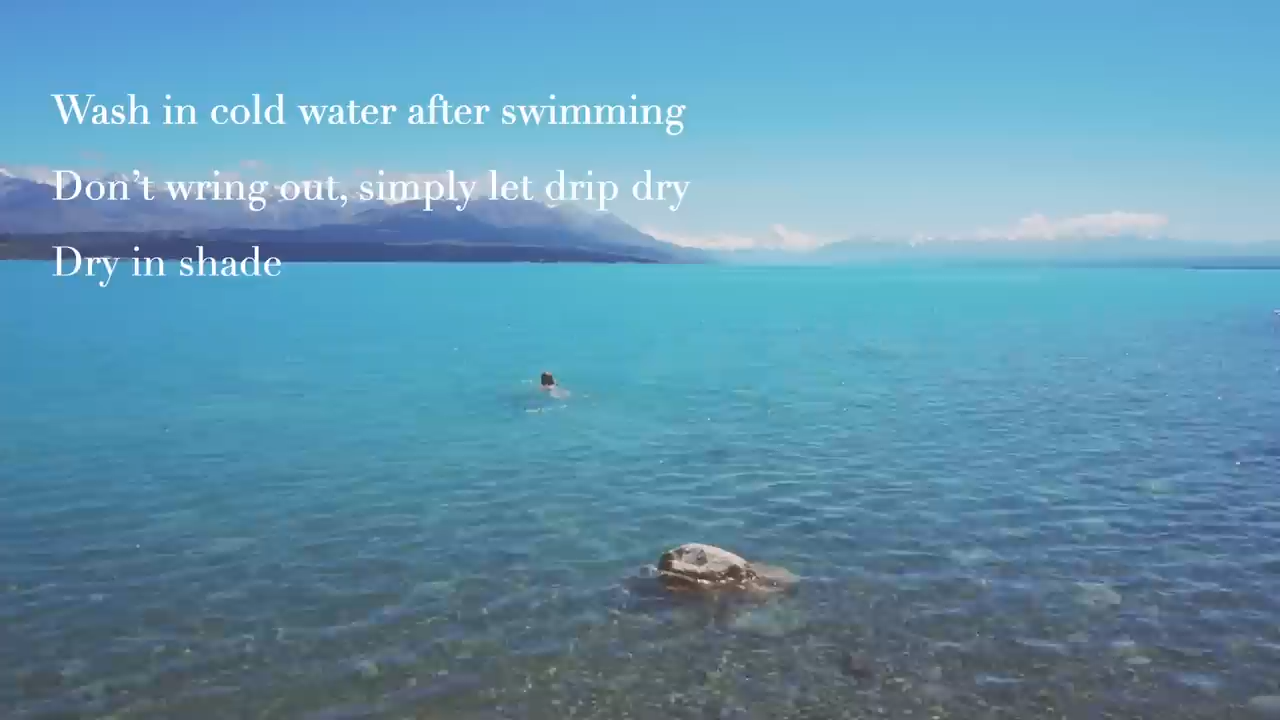 Wash in cold water after swimming
Don’t wring out, simply let drip dry
Dry in shade